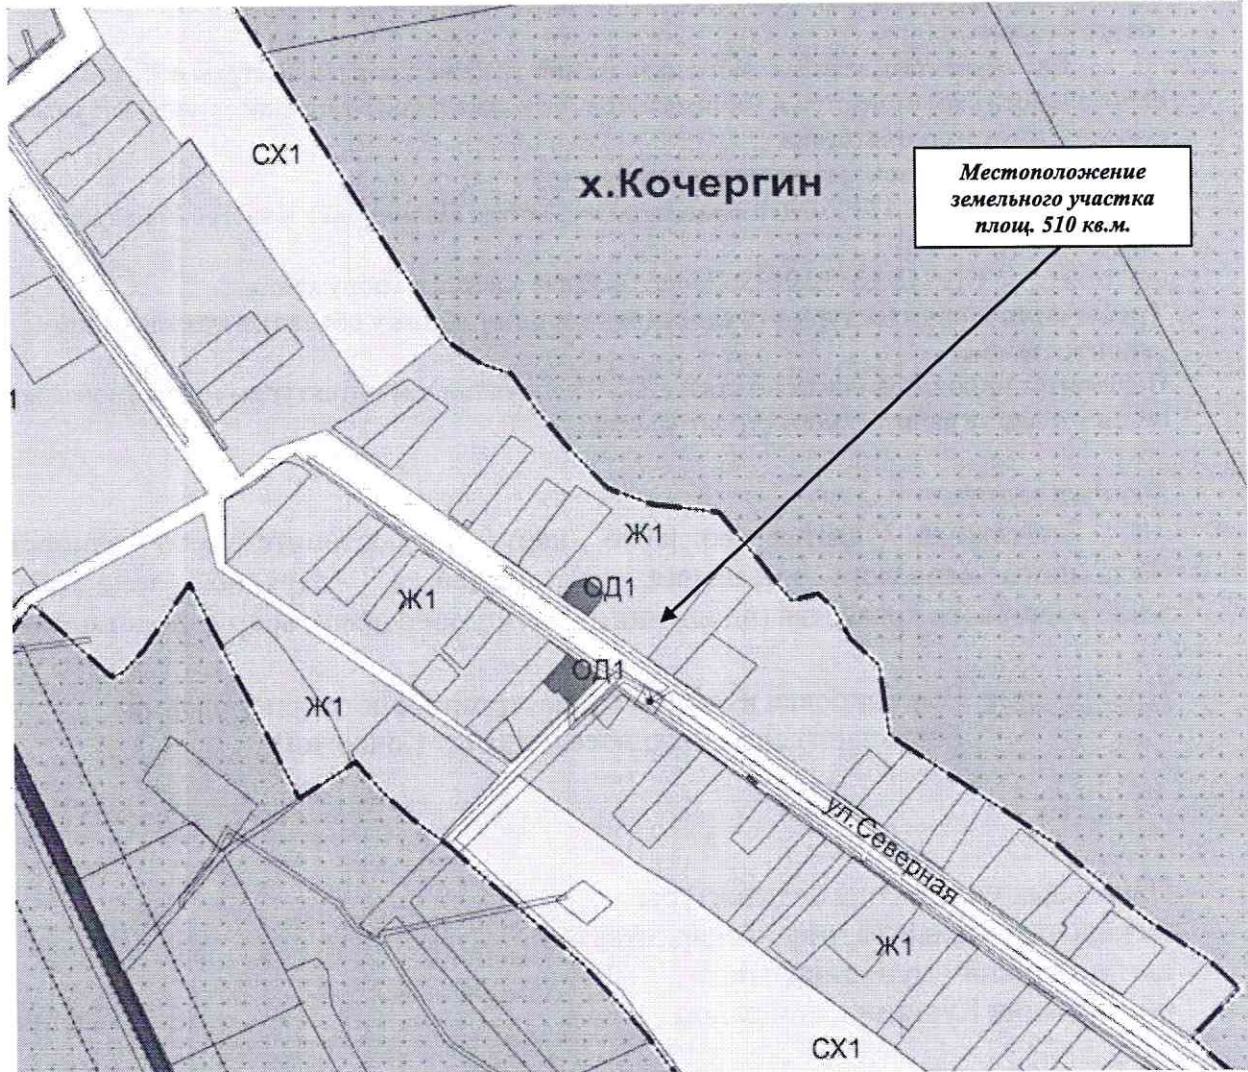 СХ1
х.Кочергин
Местоположение
земельного участка
площ. 510 кв.м.
Ж1
ОД1
Ж1
ОД1
Ж1
ул.Северная
Ж1
СХ1